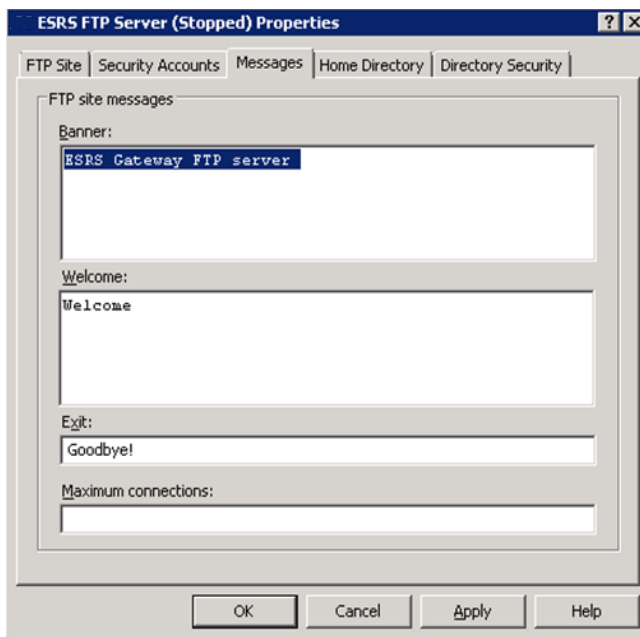 ESRS FTP Server (Stopped) Properties
FTP Site Security Accounts Messages Home Directory Directory Security
FTP site messages
Banner:
ESRS Gateway FTP server
Welcome:
Welcome
Exit:
Goodbye!
Maximum connections:
OK Cancel Apply Help